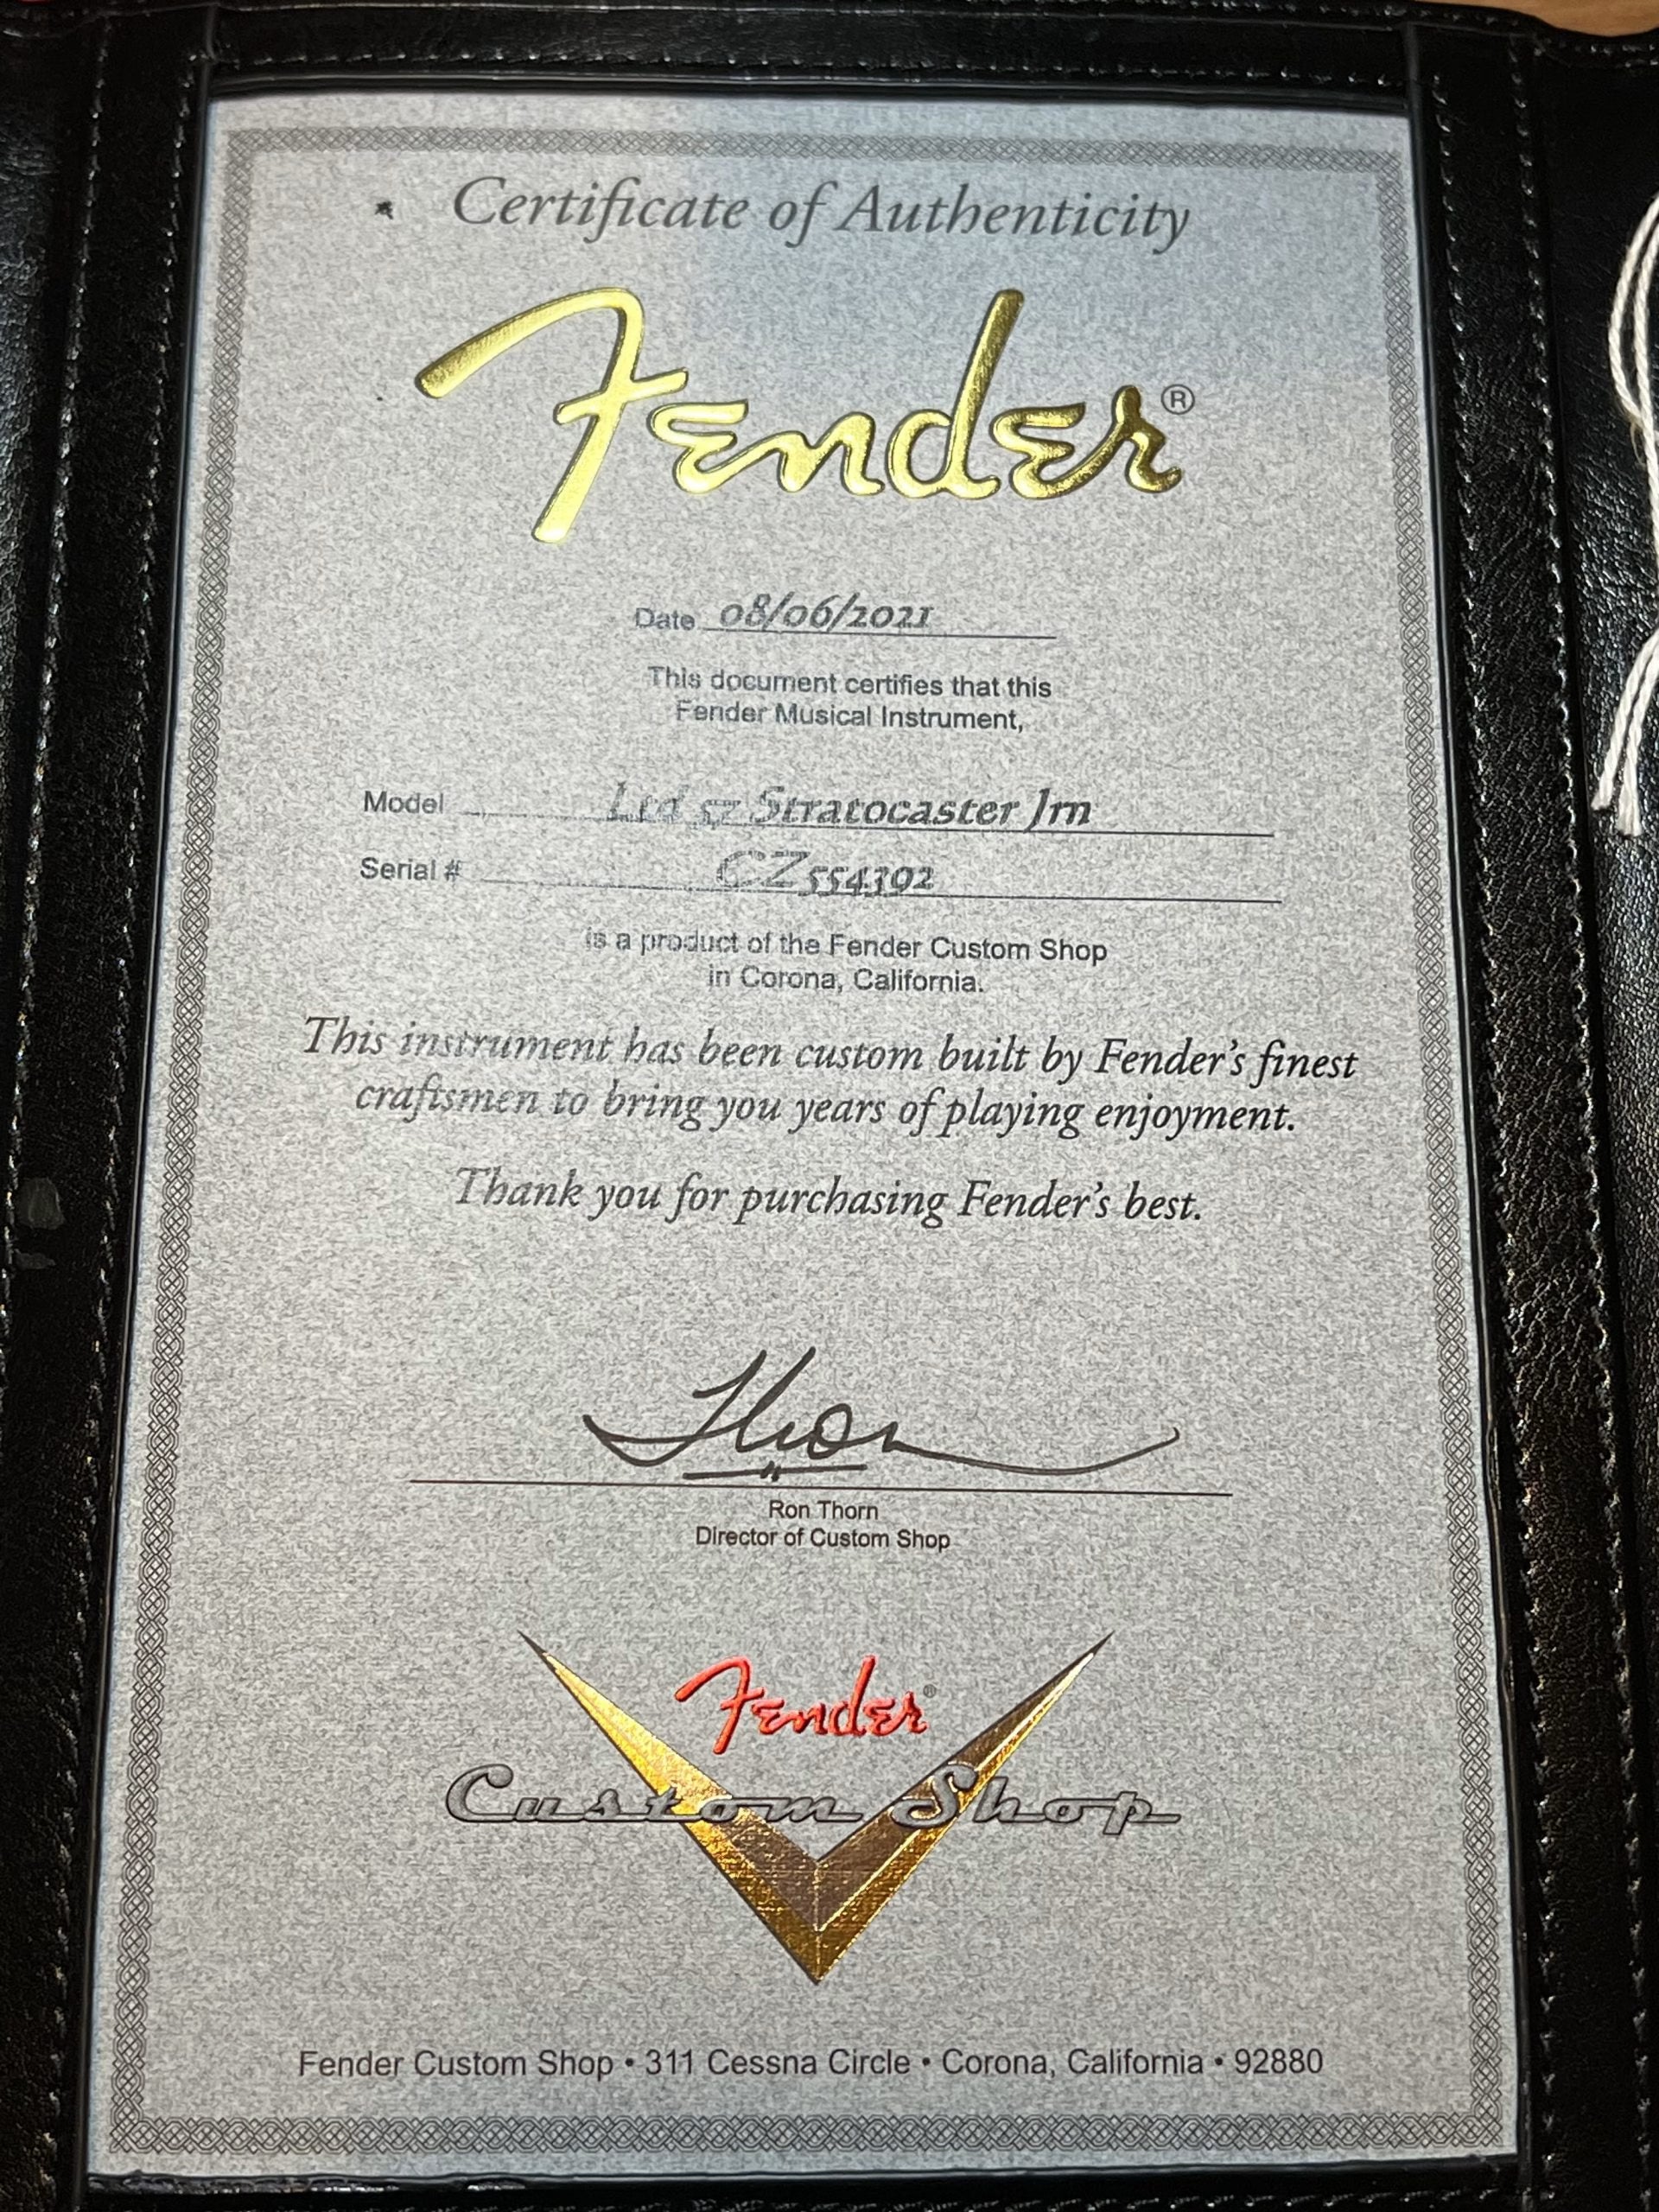 Certificate of Authenticity
Fender®
Date 08/06/2021
This document certifies that this
Fender Musical Instrument,
Model Ltd 57 Stratocaster Jrn
Serial # CZ554392
is a product of the Fender Custom Shop
in Corona, California.
This instrument has been custom built by Fender's finest
craftsmen to bring you years of playing enjoyment.
Thank you for purchasing Fender's best.
Thorn
Ron Thorn
Director of Custom Shop
Fender®
Custom Shop
Fender Custom Shop • 311 Cessna Circle • Corona, California • 92880